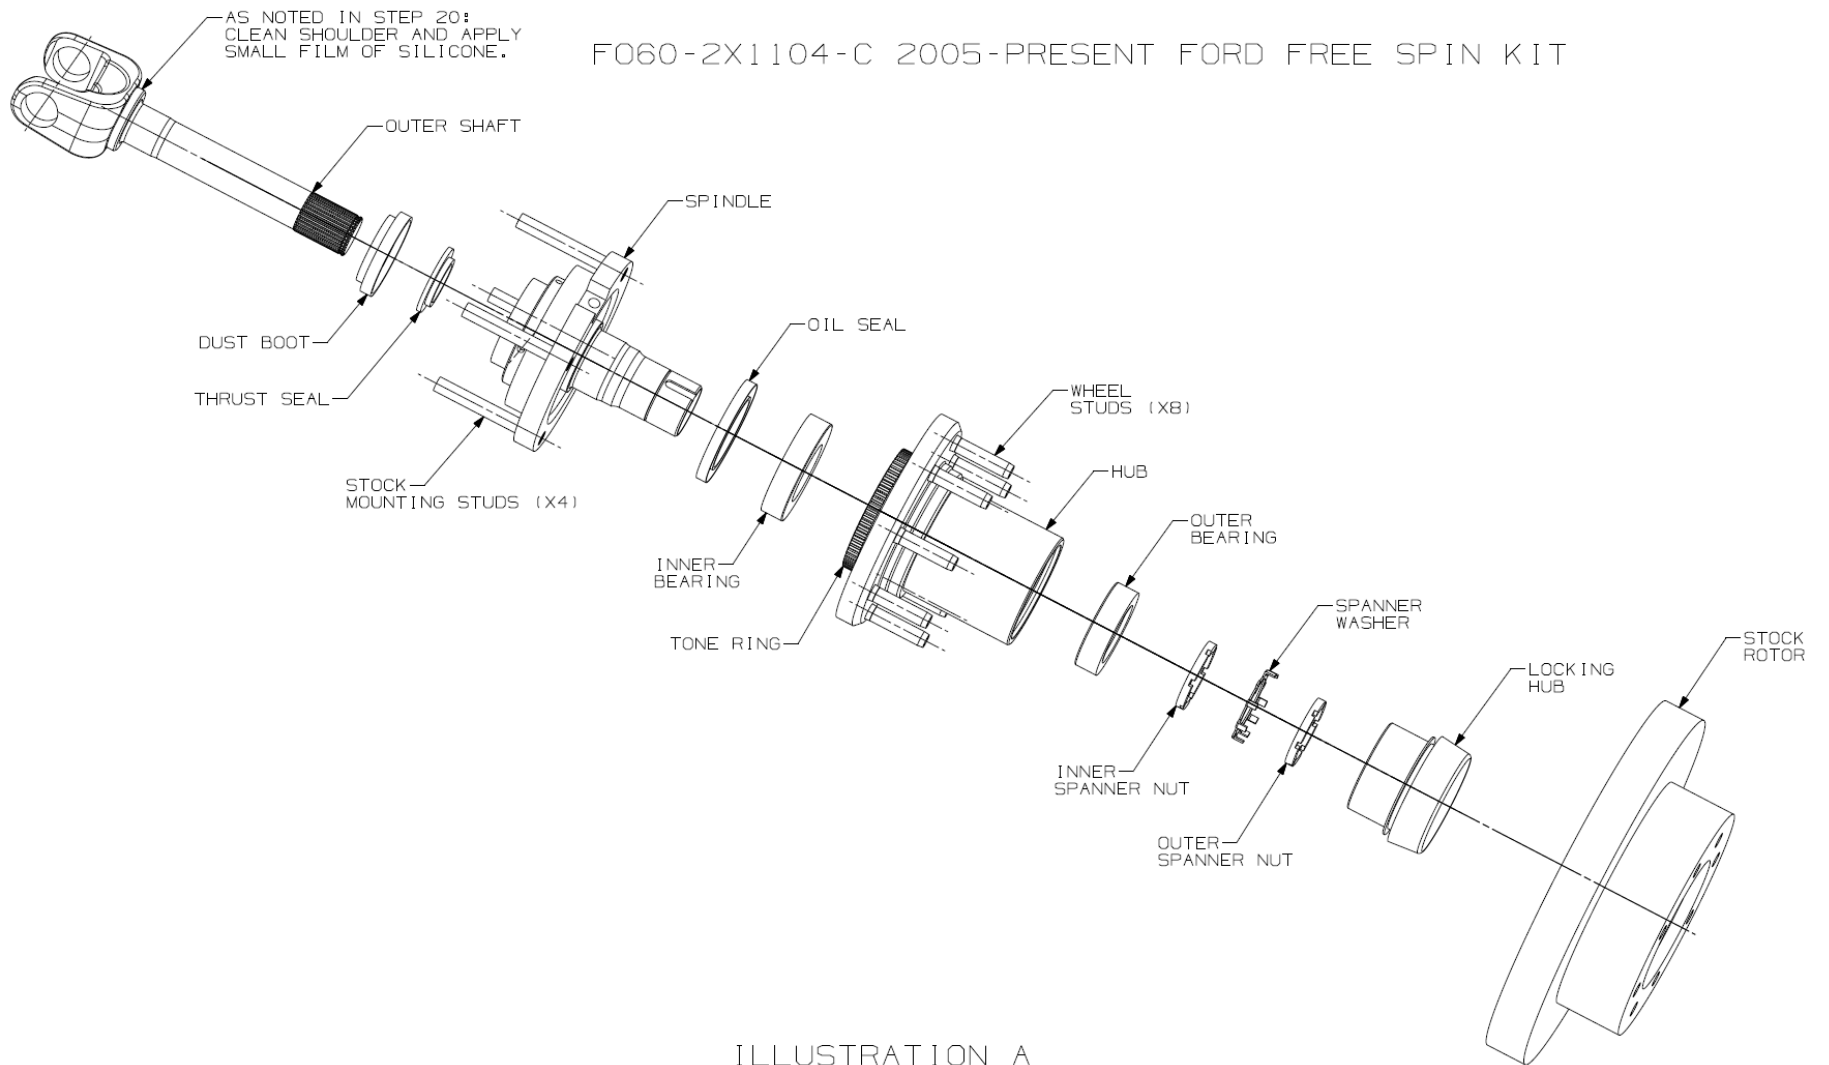 AS NOTED IN STEP 20:
CLEAN SHOULDER AND APPLY
SMALL FILM OF SILICONE.
FO60-2X1104-C 2005-PRESENT FORD FREE SPIN KIT
OUTER SHAFT
SPINDLE
DUST BOOT
THRUST SEAL
OIL SEAL
STOCK
MOUNTING STUDS (X4)
WHEEL
STUDS (X8)
HUB
INNER
BEARING
OUTER
BEARING
TONE RING
SPANNER
WASHER
STOCK
ROTOR
LOCKING
HUB
INNER
SPANNER NUT
OUTER
SPANNER NUT
ILLUSTRATION A